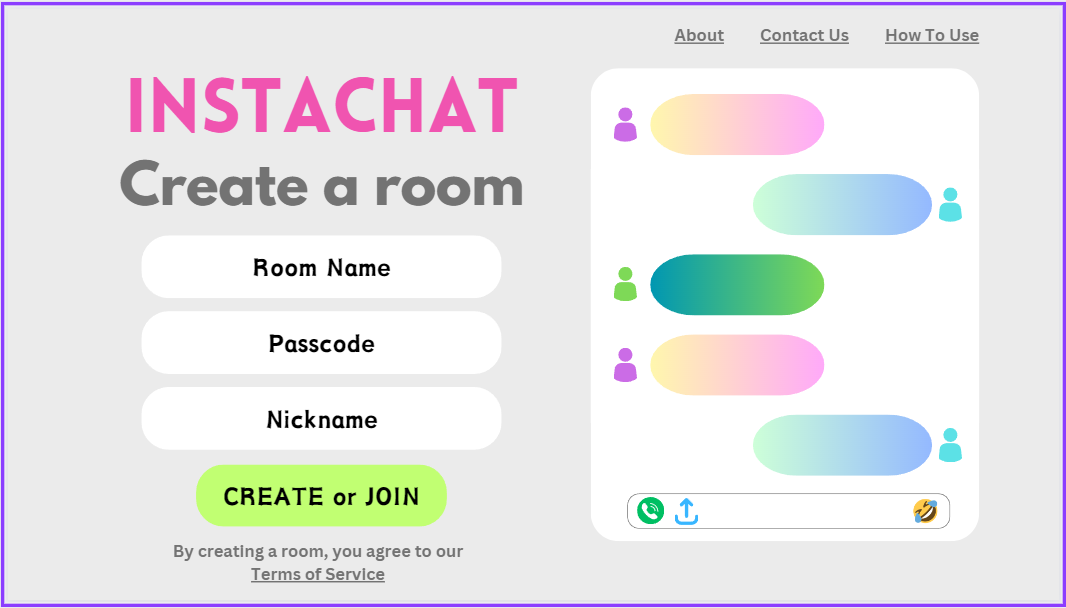 About Contact Us How To Use
INSTACHAT
Create a room
Room Name
Passcode
Nickname
CREATE or JOIN
By creating a room, you agree to our
Terms of Service